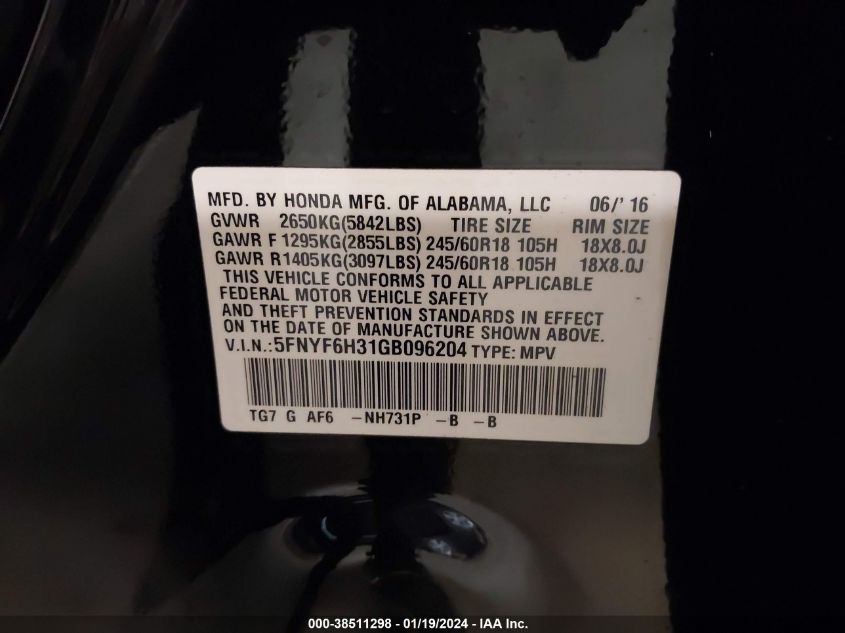 MFD. BY HONDA MFG. OF ALABAMA, LLC 06/' 16
GVWR 2650KG(5842LBS) TIRE SIZE RIM SIZE
GAWR F 1295KG(2855LBS) 245/60R18 105H 18X8.0J
GAWR R1405KG(3097LBS) 245/60R18 105H 18X8.0J
THIS VEHICLE CONFORMS TO ALL APPLICABLE
FEDERAL MOTOR VEHICLE SAFETY
AND THEFT PREVENTION STANDARDS IN EFFECT
ON THE DATE OF MANUFACTURE SHOWN ABOVE.
V.I.N.:5FNYF6H31GB096204 TYPE: MPV
TG7 G AF6 -NH731P -B -B
000-38511298 - 01/19/2024 - IAA Inc.